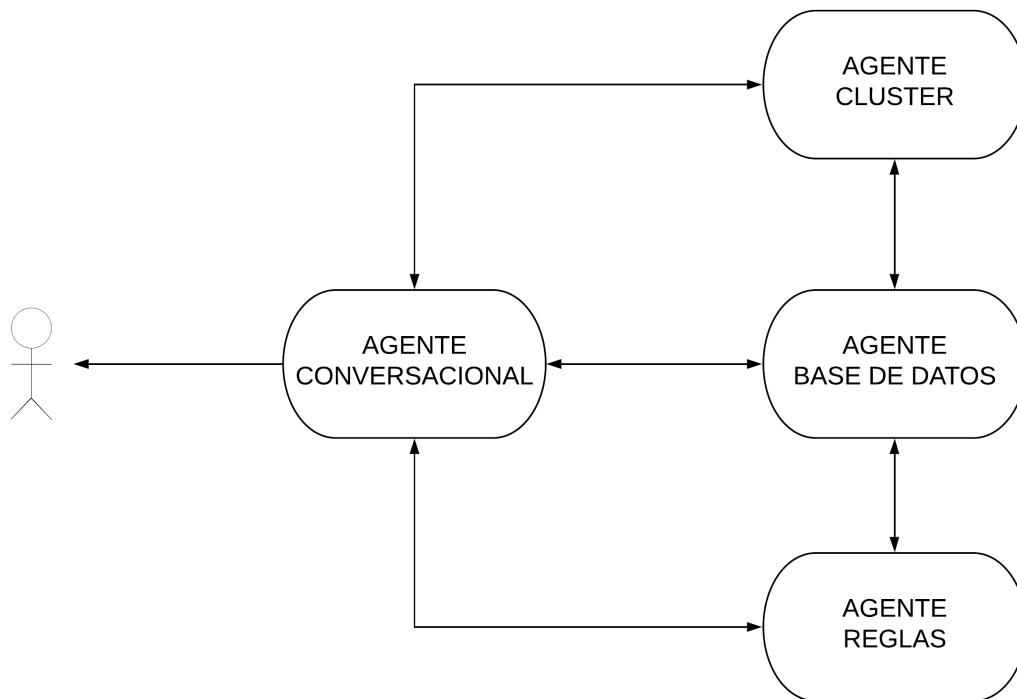 AGENTE
CLUSTER
AGENTE
CONVERSACIONAL
AGENTE
BASE DE DATOS
AGENTE
REGLAS